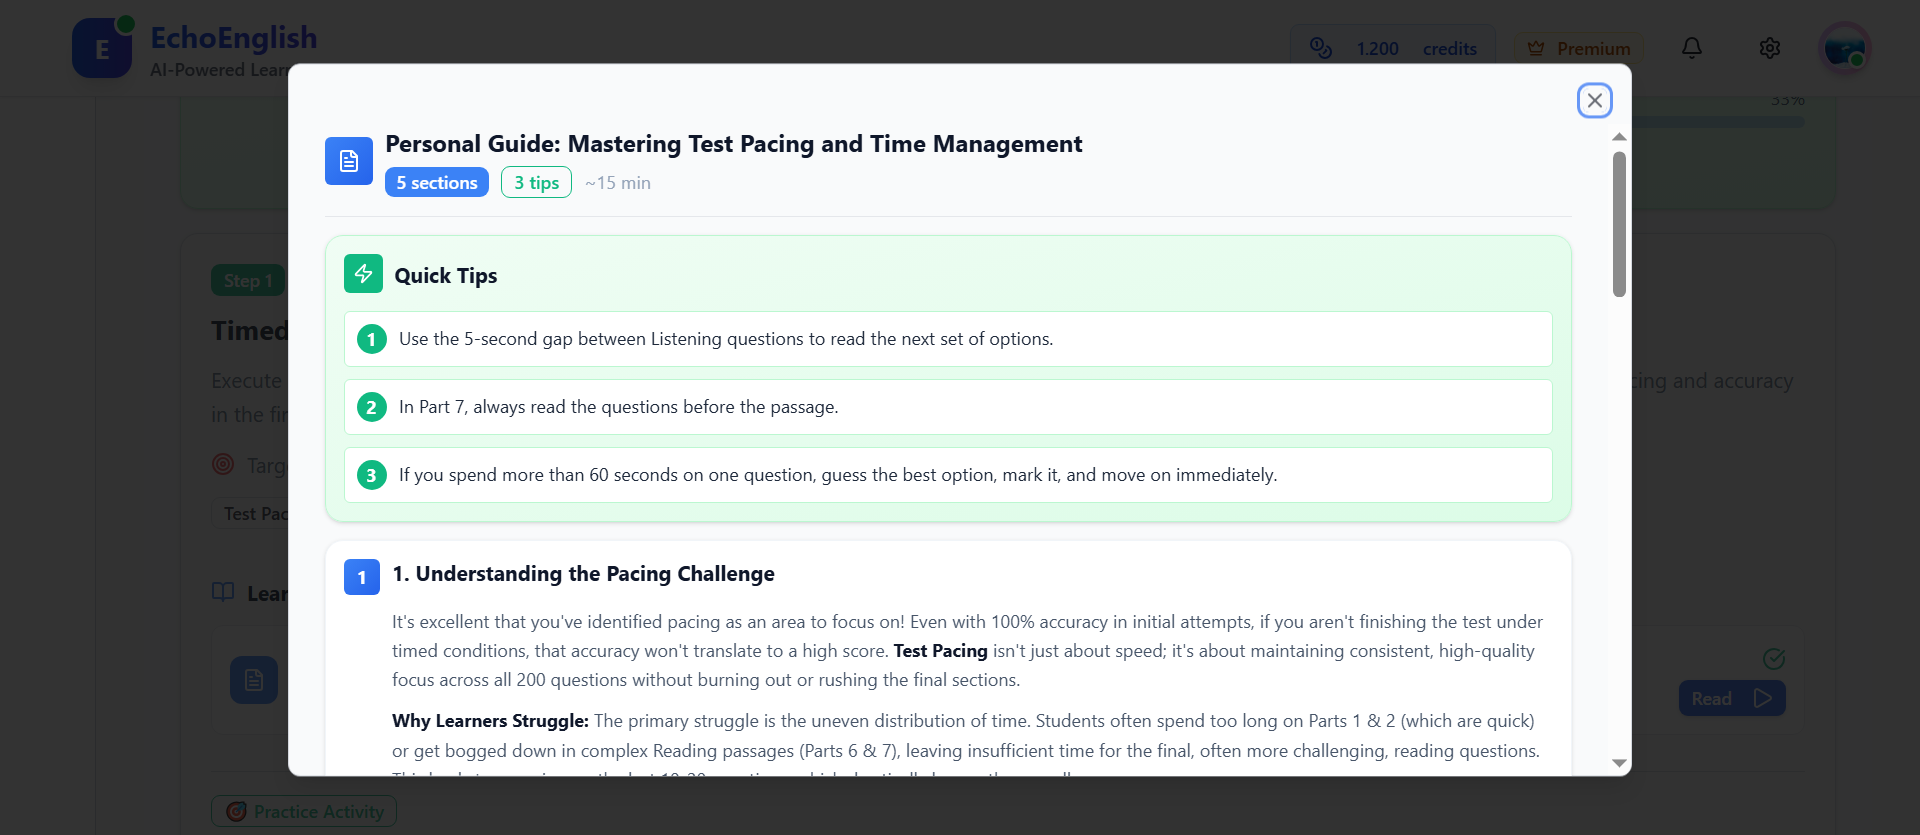 E
EchoEnglish
AI-Powered Lear
1.200 credits
Premium
Personal Guide: Mastering Test Pacing and Time Management
5 sections
3 tips
~15 min
Quick Tips
1 Use the 5-second gap between Listening questions to read the next set of options.
2 In Part 7, always read the questions before the passage.
3 If you spend more than 60 seconds on one question, guess the best option, mark it, and move on immediately.
1 1. Understanding the Pacing Challenge
It's excellent that you've identified pacing as an area to focus on! Even with 100% accuracy in initial attempts, if you aren't finishing the test under
timed conditions, that accuracy won't translate to a high score. Test Pacing isn't just about speed; it's about maintaining consistent, high-quality
focus across all 200 questions without burning out or rushing the final sections.
Why Learners Struggle: The primary struggle is the uneven distribution of time. Students often spend too long on Parts 1 & 2 (which are quick)
or get bogged down in complex Reading passages (Parts 6 & 7), leaving insufficient time for the final, often more challenging, reading questions.
Step 1
Timed
Execute
cing and accuracy
in the fir
Targ
Test Pac
Lear
Read
Practice Activity